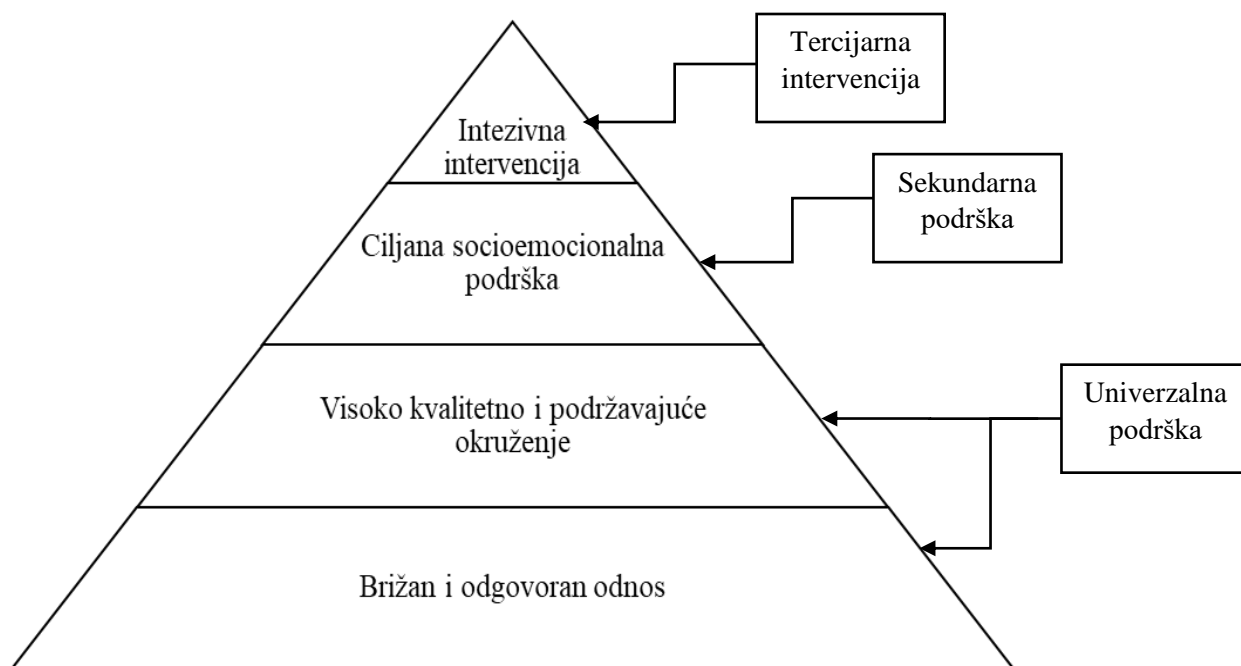 Tercijarna
intervencija
Intezivna
intervencija
Sekundarna
podrška
Ciljana socioemocionalna
podrška
Visoko kvalitetno i podržavajuće
okruženje
Univerzalna
podrška
Brižan i odgovoran odnos